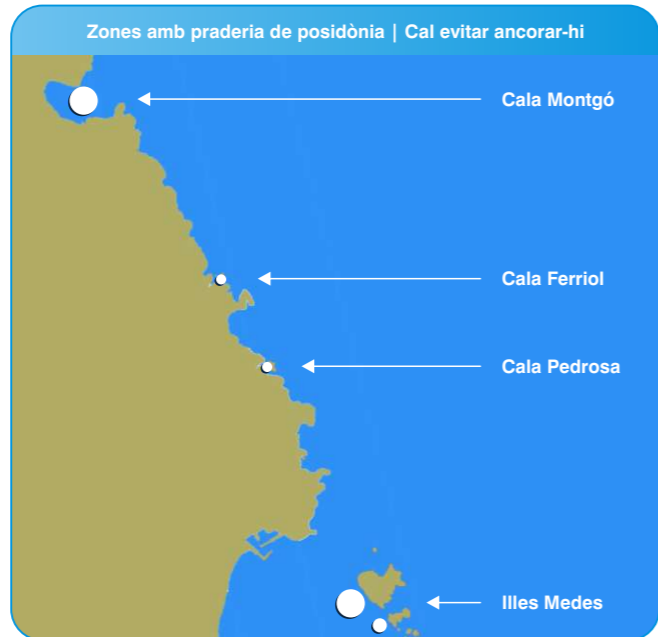 Zones amb praderia de posidònia | Cal evitar ancorar-hi
Cala Montgó
Cala Ferriol
Cala Pedrosa
Illes Medes